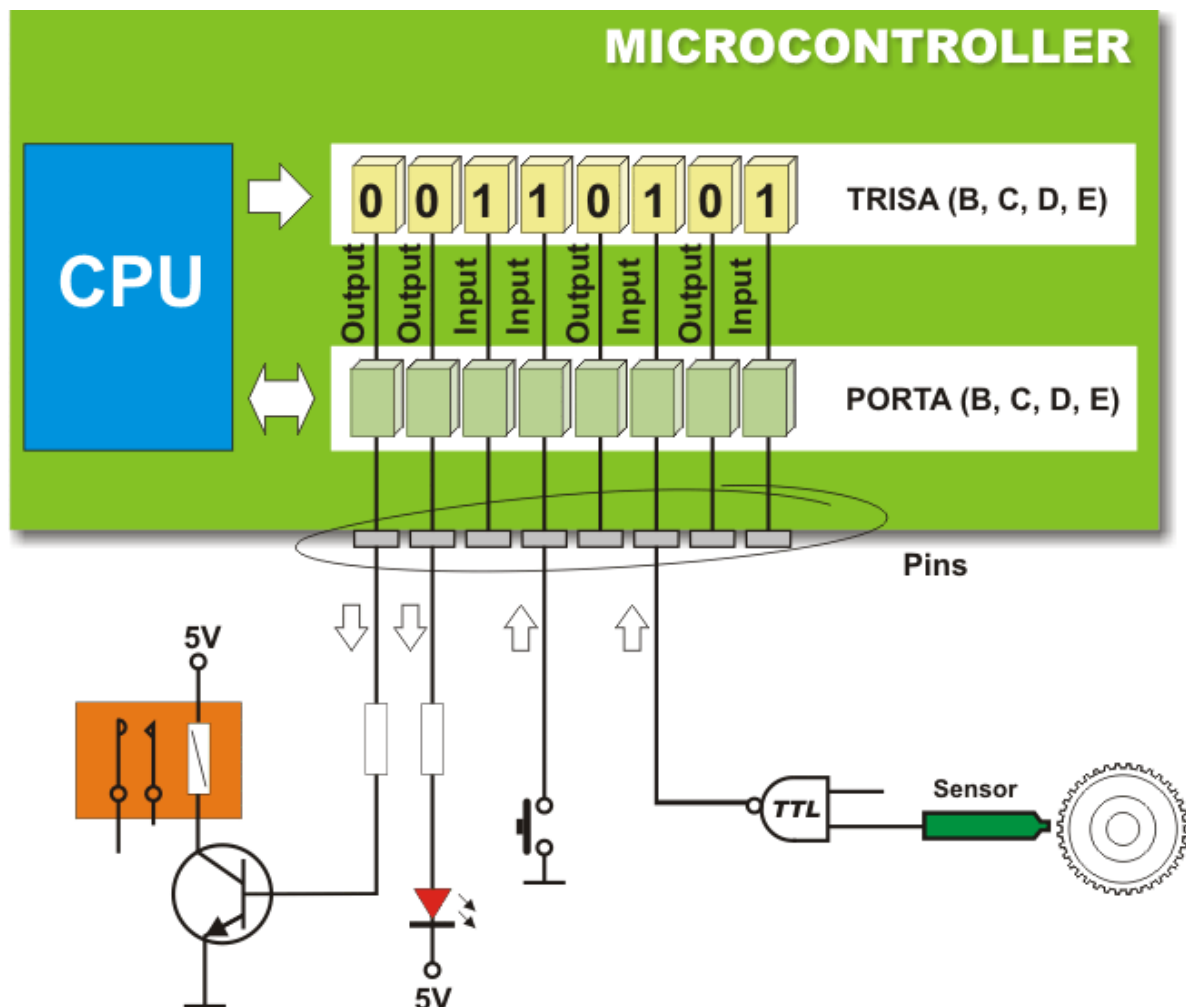 MICROCONTROLLER
CPU
0 0 1 1 0 1 0 1
TRISA (B, C, D, E)
Output Output Input Input Output Input Output Input
PORTA (B, C, D, E)
Pins
5V
Sensor
TTL
5V